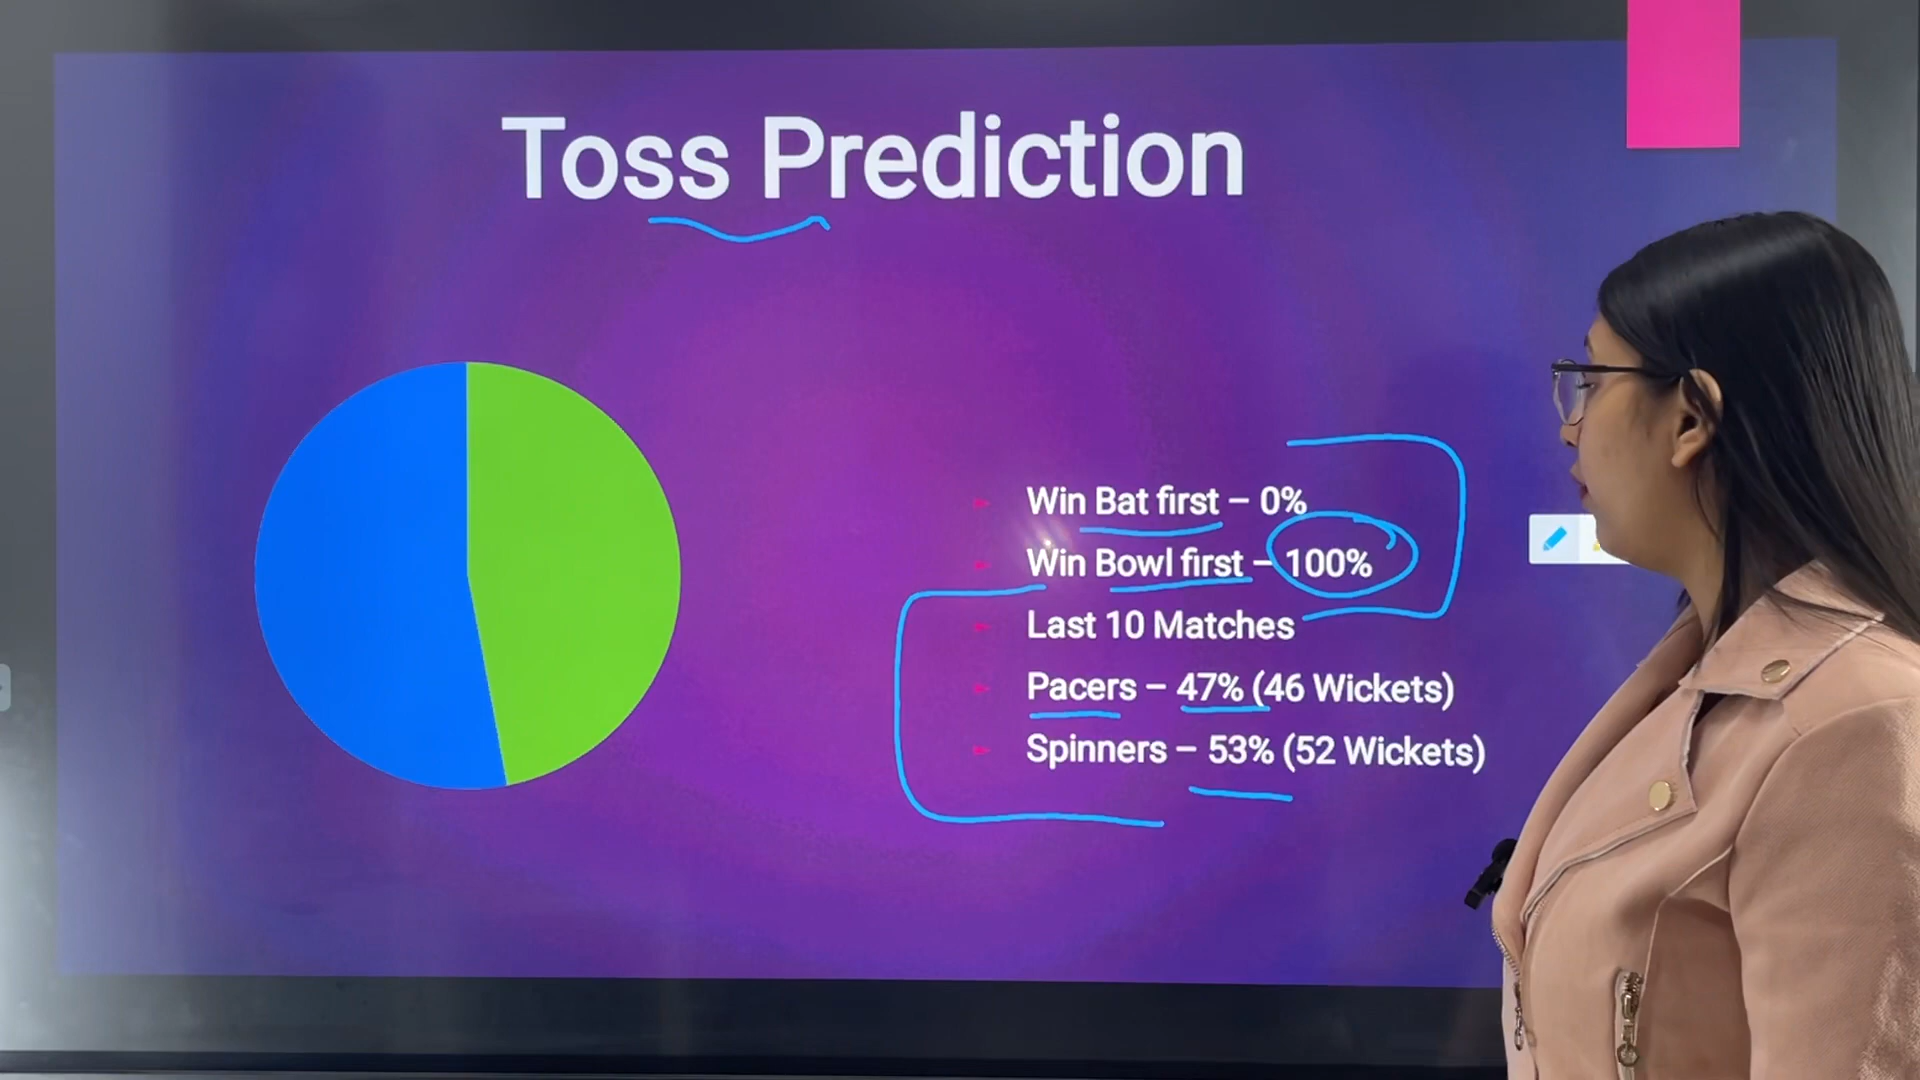 Toss Prediction
Win Bat first – 0%
Win Bowl first – 100%
Last 10 Matches
Pacers – 47% (46 Wickets)
Spinners – 53% (52 Wickets)